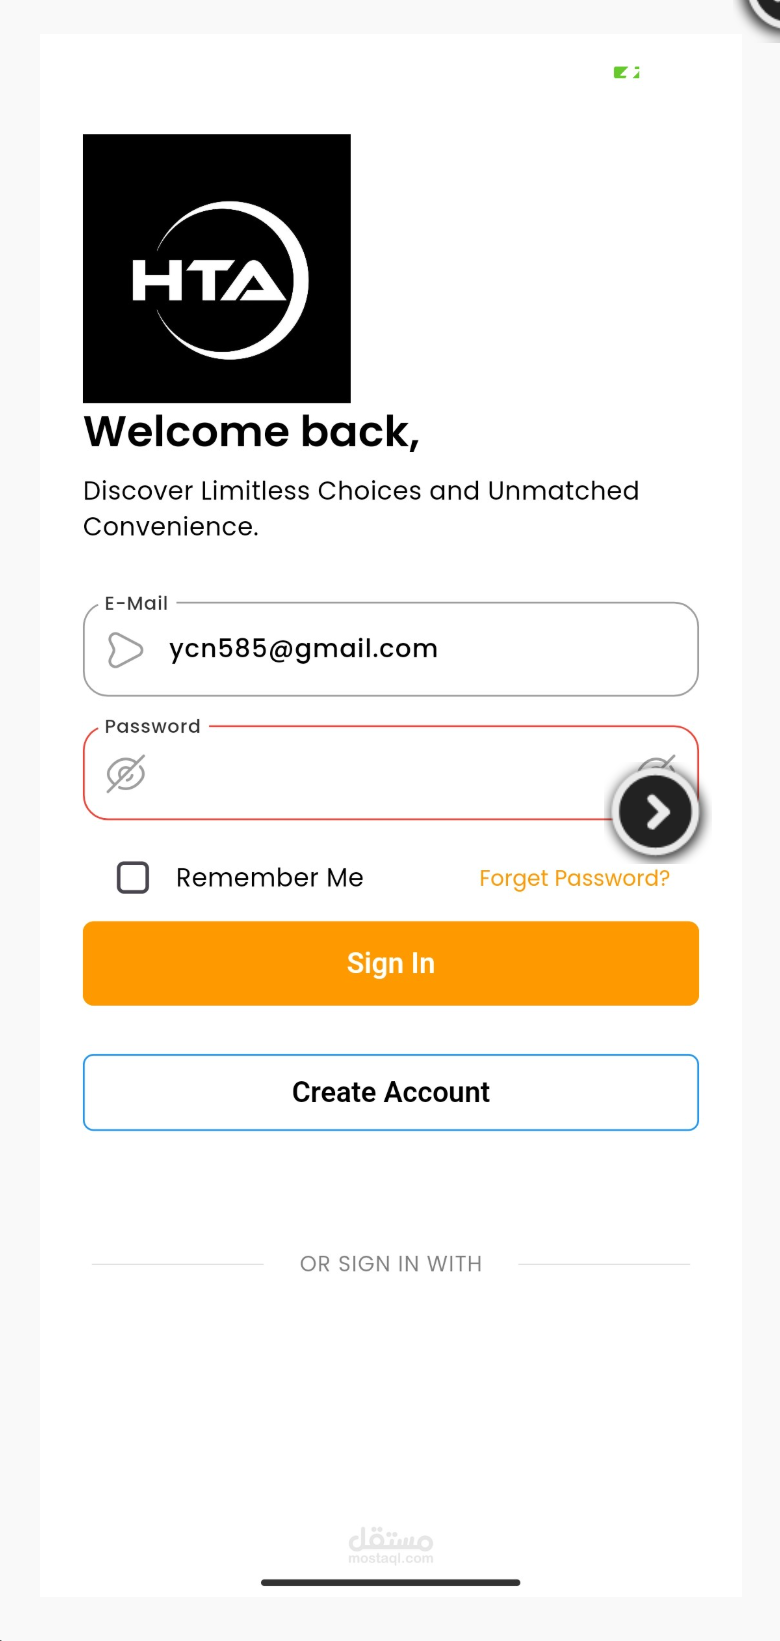 HTA
Welcome back,
Discover Limitless Choices and Unmatched
Convenience.
E-Mail
ycn585@gmail.com
Password
Remember Me
Forget Password?
Sign In
Create Account
OR SIGN IN WITH
مستقل
mostaql.com